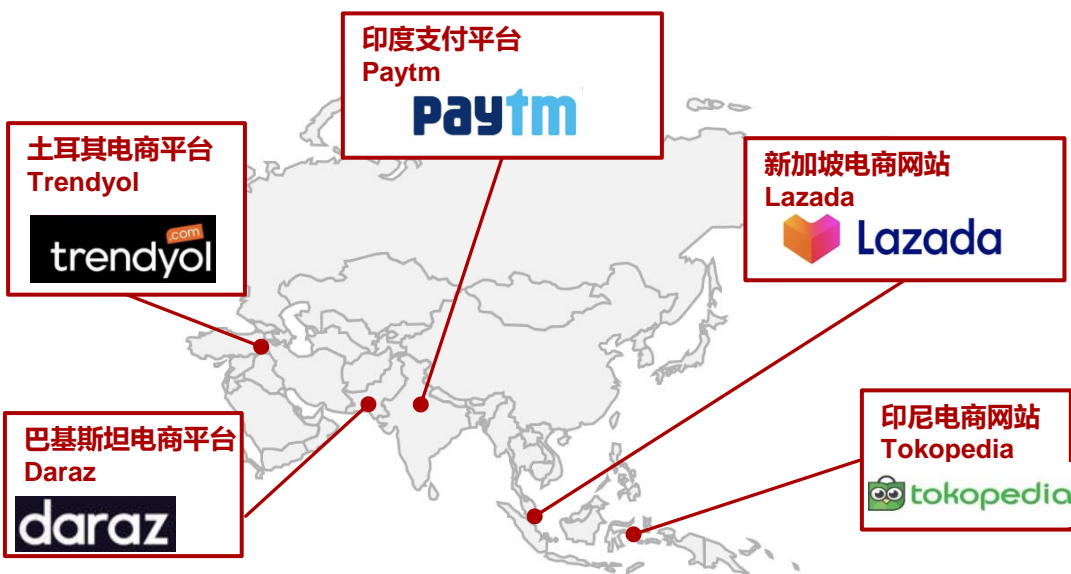 印度支付平台
Paytm
paytm
土耳其电商平台
Trendyol
.com
trendyol
新加坡电商网站
Lazada
Lazada
巴基斯坦电商平台
Daraz
daraz
印尼电商网站
Tokopedia
tokopedia